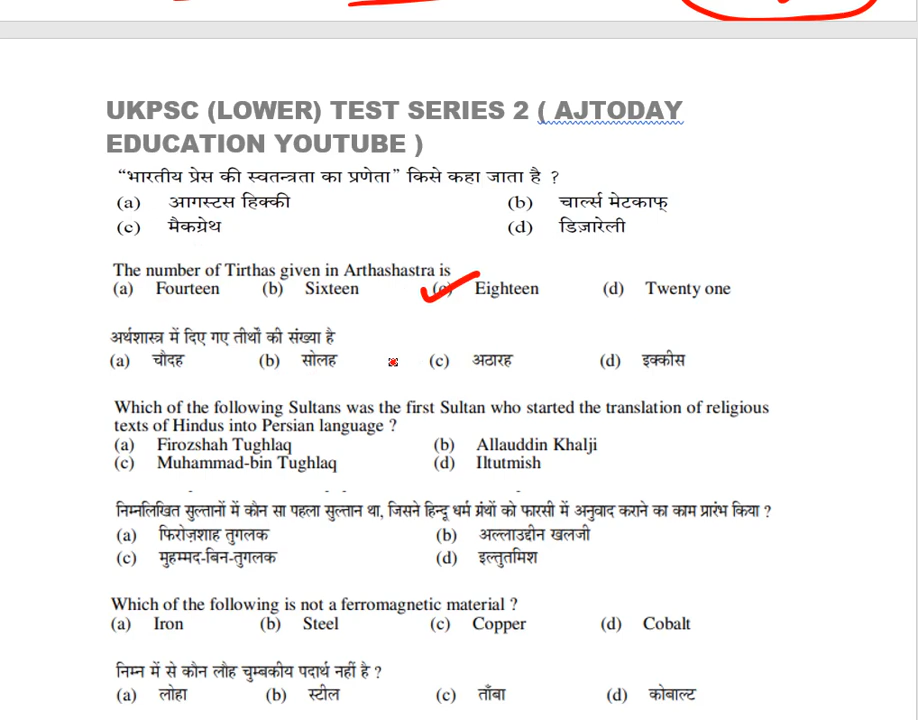 UKPSC (LOWER) TEST SERIES 2 ( AJTODAY
EDUCATION YOUTUBE )
“भारतीय प्रेस की स्वतन्त्रता का प्रणेता” किसे कहा जाता है ?
(a) आगस्टस हिक्की (b) चार्ल्स मेटकाफ्
(c) मैकग्रेथ (d) डिज़ारेली
The number of Tirthas given in Arthashastra is
(a) Fourteen (b) Sixteen (c) Eighteen (d) Twenty one
अर्थशास्त्र में दिए गए तीर्थों की संख्या है
(a) चौदह (b) सोलह (c) अठारह (d) इक्कीस
Which of the following Sultans was the first Sultan who started the translation of religious
texts of Hindus into Persian language ?
(a) Firozshah Tughlaq (b) Allauddin Khalji
(c) Muhammad-bin Tughlaq (d) Iltutmish
निम्नलिखित सुल्तानों में कौन सा पहला सुल्तान था, जिसने हिन्दू धर्म ग्रंथों को फारसी में अनुवाद कराने का काम प्रारंभ किया ?
(a) फिरोज़शाह तुगलक (b) अल्लाउद्दीन खलजी
(c) मुहम्मद-बिन-तुगलक (d) इल्तुतमिश
Which of the following is not a ferromagnetic material ?
(a) Iron (b) Steel (c) Copper (d) Cobalt
निम्न में से कौन लौह चुम्बकीय पदार्थ नहीं है ?
(a) लोहा (b) स्टील (c) ताँबा (d) कोबाल्ट